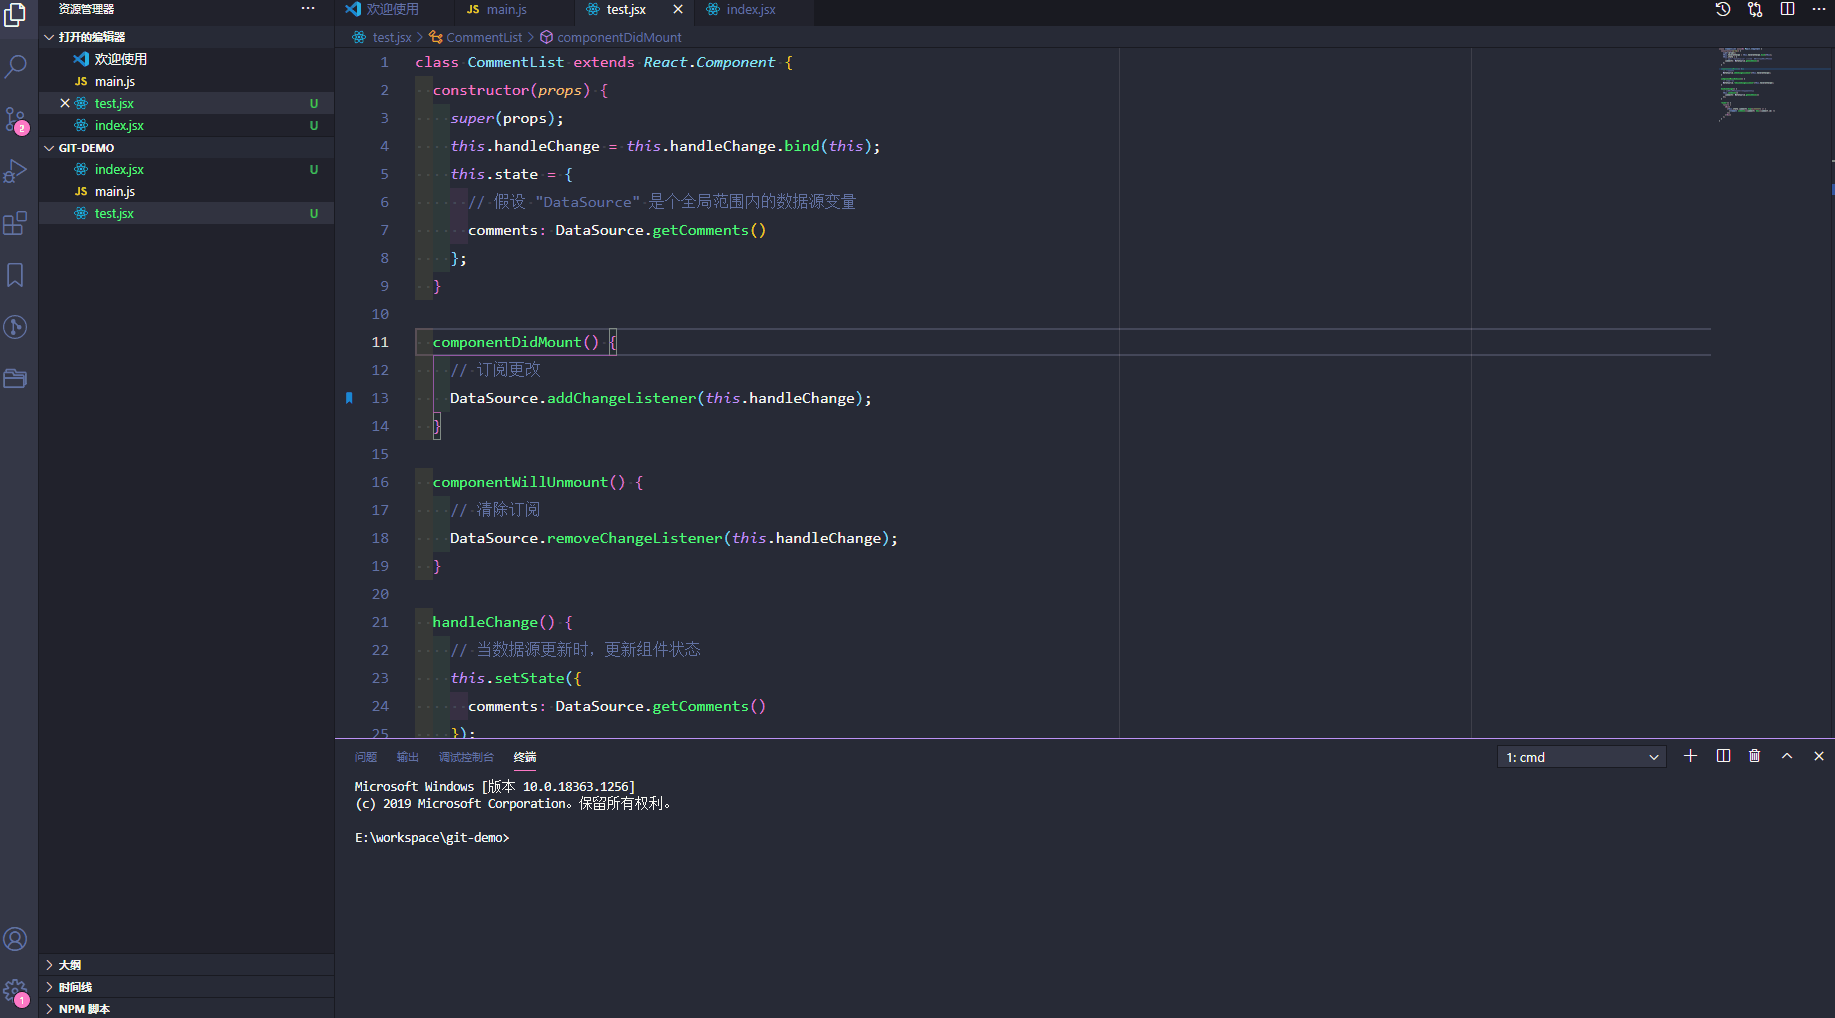 资源管理器
打开的编辑器
欢迎使用
JS main.js
test.jsx U
index.jsx U
GIT-DEMO
index.jsx U
JS main.js
test.jsx U
大纲
时间线
NPM 脚本
2
1
欢迎使用 JS main.js test.jsx index.jsx
test.jsx > CommentList > componentDidMount
1 class CommentList extends React.Component {
2 constructor(props) {
3 super(props);
4 this.handleChange = this.handleChange.bind(this);
5 this.state = {
6 // 假设 "DataSource" 是个全局范围内的数据源变量
7 comments: DataSource.getComments()
8 };
9 }
10
11 componentDidMount() {
12 // 订阅更改
13 DataSource.addChangeListener(this.handleChange);
14 }
15
16 componentWillUnmount() {
17 // 清除订阅
18 DataSource.removeChangeListener(this.handleChange);
19 }
20
21 handleChange() {
22 // 当数据源更新时，更新组件状态
23 this.setState({
24 comments: DataSource.getComments()
25 });
问题 输出 调试控制台 终端 1: cmd
Microsoft Windows [版本 10.0.18363.1256]
(c) 2019 Microsoft Corporation。保留所有权利。
E:\workspace\git-demo>